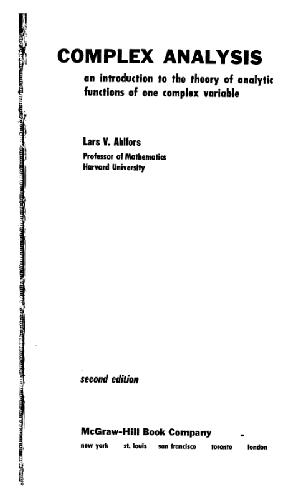 COMPLEX ANALYSIS
an introduction to the theory of analytic
functions of one complex variable
Lars V. Ahlfors
Professor of Mathematics
Harvard University
second edition
McGraw-Hill Book Company
new york st. louis san francisco toronto london